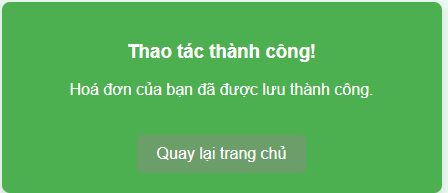 Thao tác thành công!
Hoá đơn của bạn đã được lưu thành công.
Quay lại trang chủ